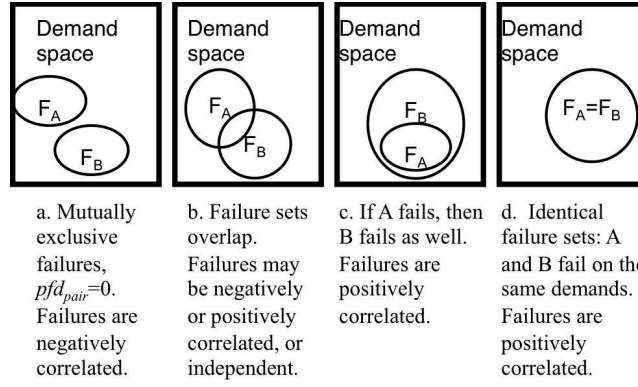 Demand
space
F_A
F_B
Demand
space
F_A
F_B
Demand
space
F_B
F_A
Demand
space
F_A=F_B
a. Mutually
exclusive
failures,
pfd_pair=0.
Failures are
negatively
correlated.
b. Failure sets
overlap.
Failures may
be negatively
or positively
correlated, or
independent.
c. If A fails, then
B fails as well.
Failures are
positively
correlated.
d. Identical
failure sets: A
and B fail on the
same demands.
Failures are
positively
correlated.